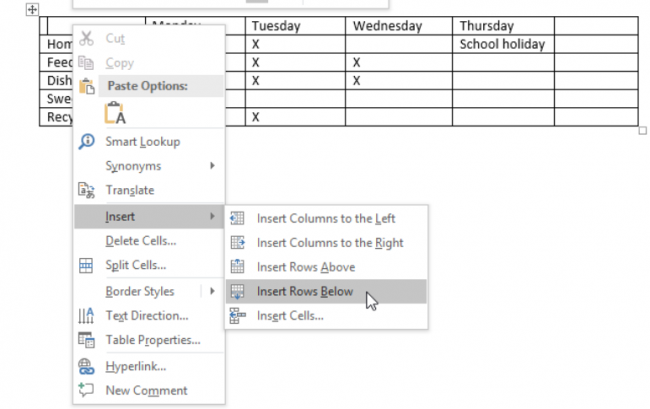 Monday Tuesday Wednesday Thursday
Hom X School holiday
Feed X X
Dish X X
Swe
Recy X
Cut
Copy
Paste Options:
A
Smart Lookup
Synonyms
Translate
Insert
Delete Cells...
Split Cells...
Border Styles
Text Direction...
Table Properties...
Hyperlink...
New Comment
Insert Columns to the Left
Insert Columns to the Right
Insert Rows Above
Insert Rows Below
Insert Cells...